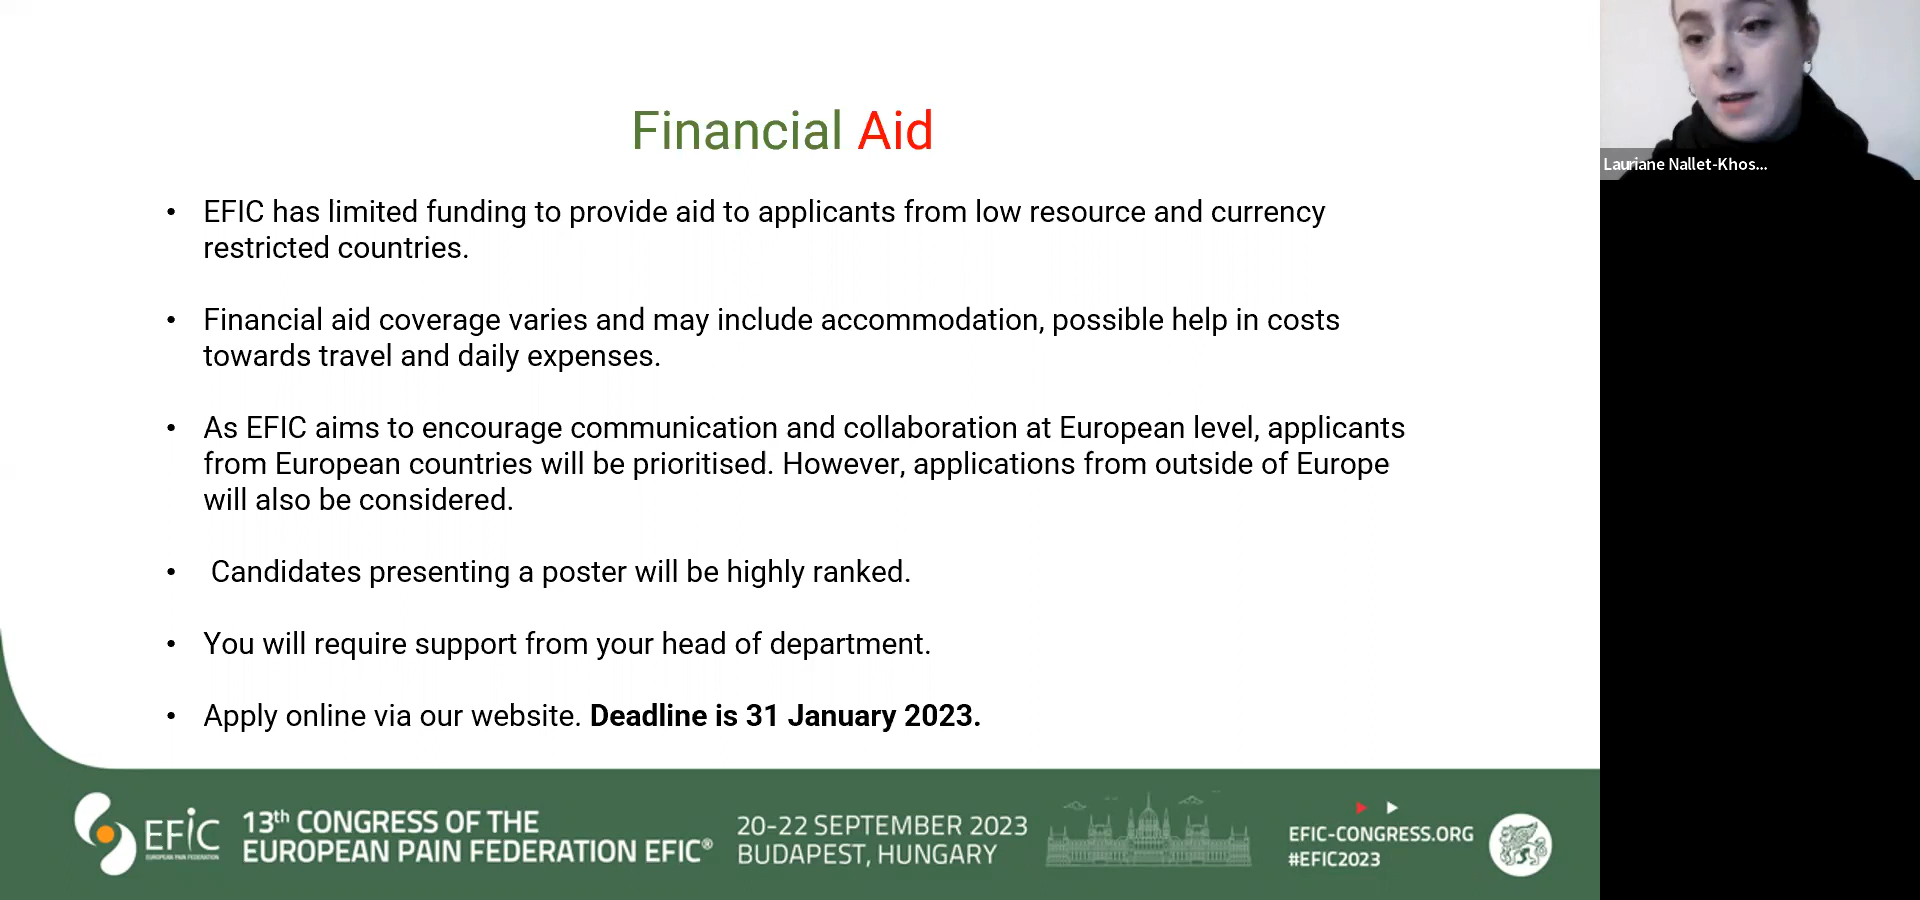 Financial Aid
• EFIC has limited funding to provide aid to applicants from low resource and currency
restricted countries.
• Financial aid coverage varies and may include accommodation, possible help in costs
towards travel and daily expenses.
• As EFIC aims to encourage communication and collaboration at European level, applicants
from European countries will be prioritised. However, applications from outside of Europe
will also be considered.
• Candidates presenting a poster will be highly ranked.
• You will require support from your head of department.
• Apply online via our website. Deadline is 31 January 2023.
EFIC
EUROPEAN PAIN FEDERATION
13th CONGRESS OF THE
EUROPEAN PAIN FEDERATION EFIC®
20-22 SEPTEMBER 2023
BUDAPEST, HUNGARY
EFIC-CONGRESS.ORG
#EFIC2023
Lauriane Nallet-Khos...